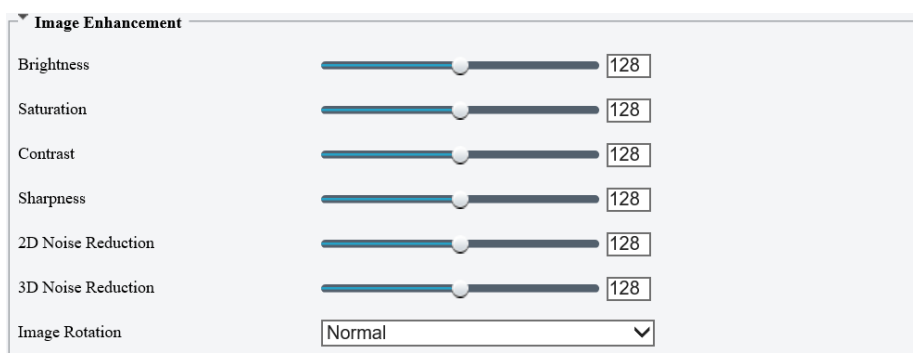 Image Enhancement
Brightness 128
Saturation 128
Contrast 128
Sharpness 128
2D Noise Reduction 128
3D Noise Reduction 128
Image Rotation Normal